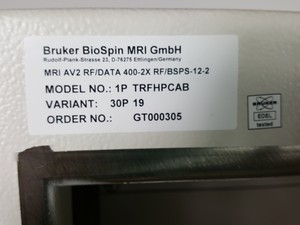 Bruker BioSpin MRI GmbH
Rudolf-Plank-Strasse 23, D-76275 Ettlingen/Germany
MRI AV2 RF/DATA 400-2X RF/BSPS-12-2
MODEL NO.: 1P TRFHPCAB
VARIANT: 30P 19
ORDER NO.: GT000305
BRUKER
EDEL
tested